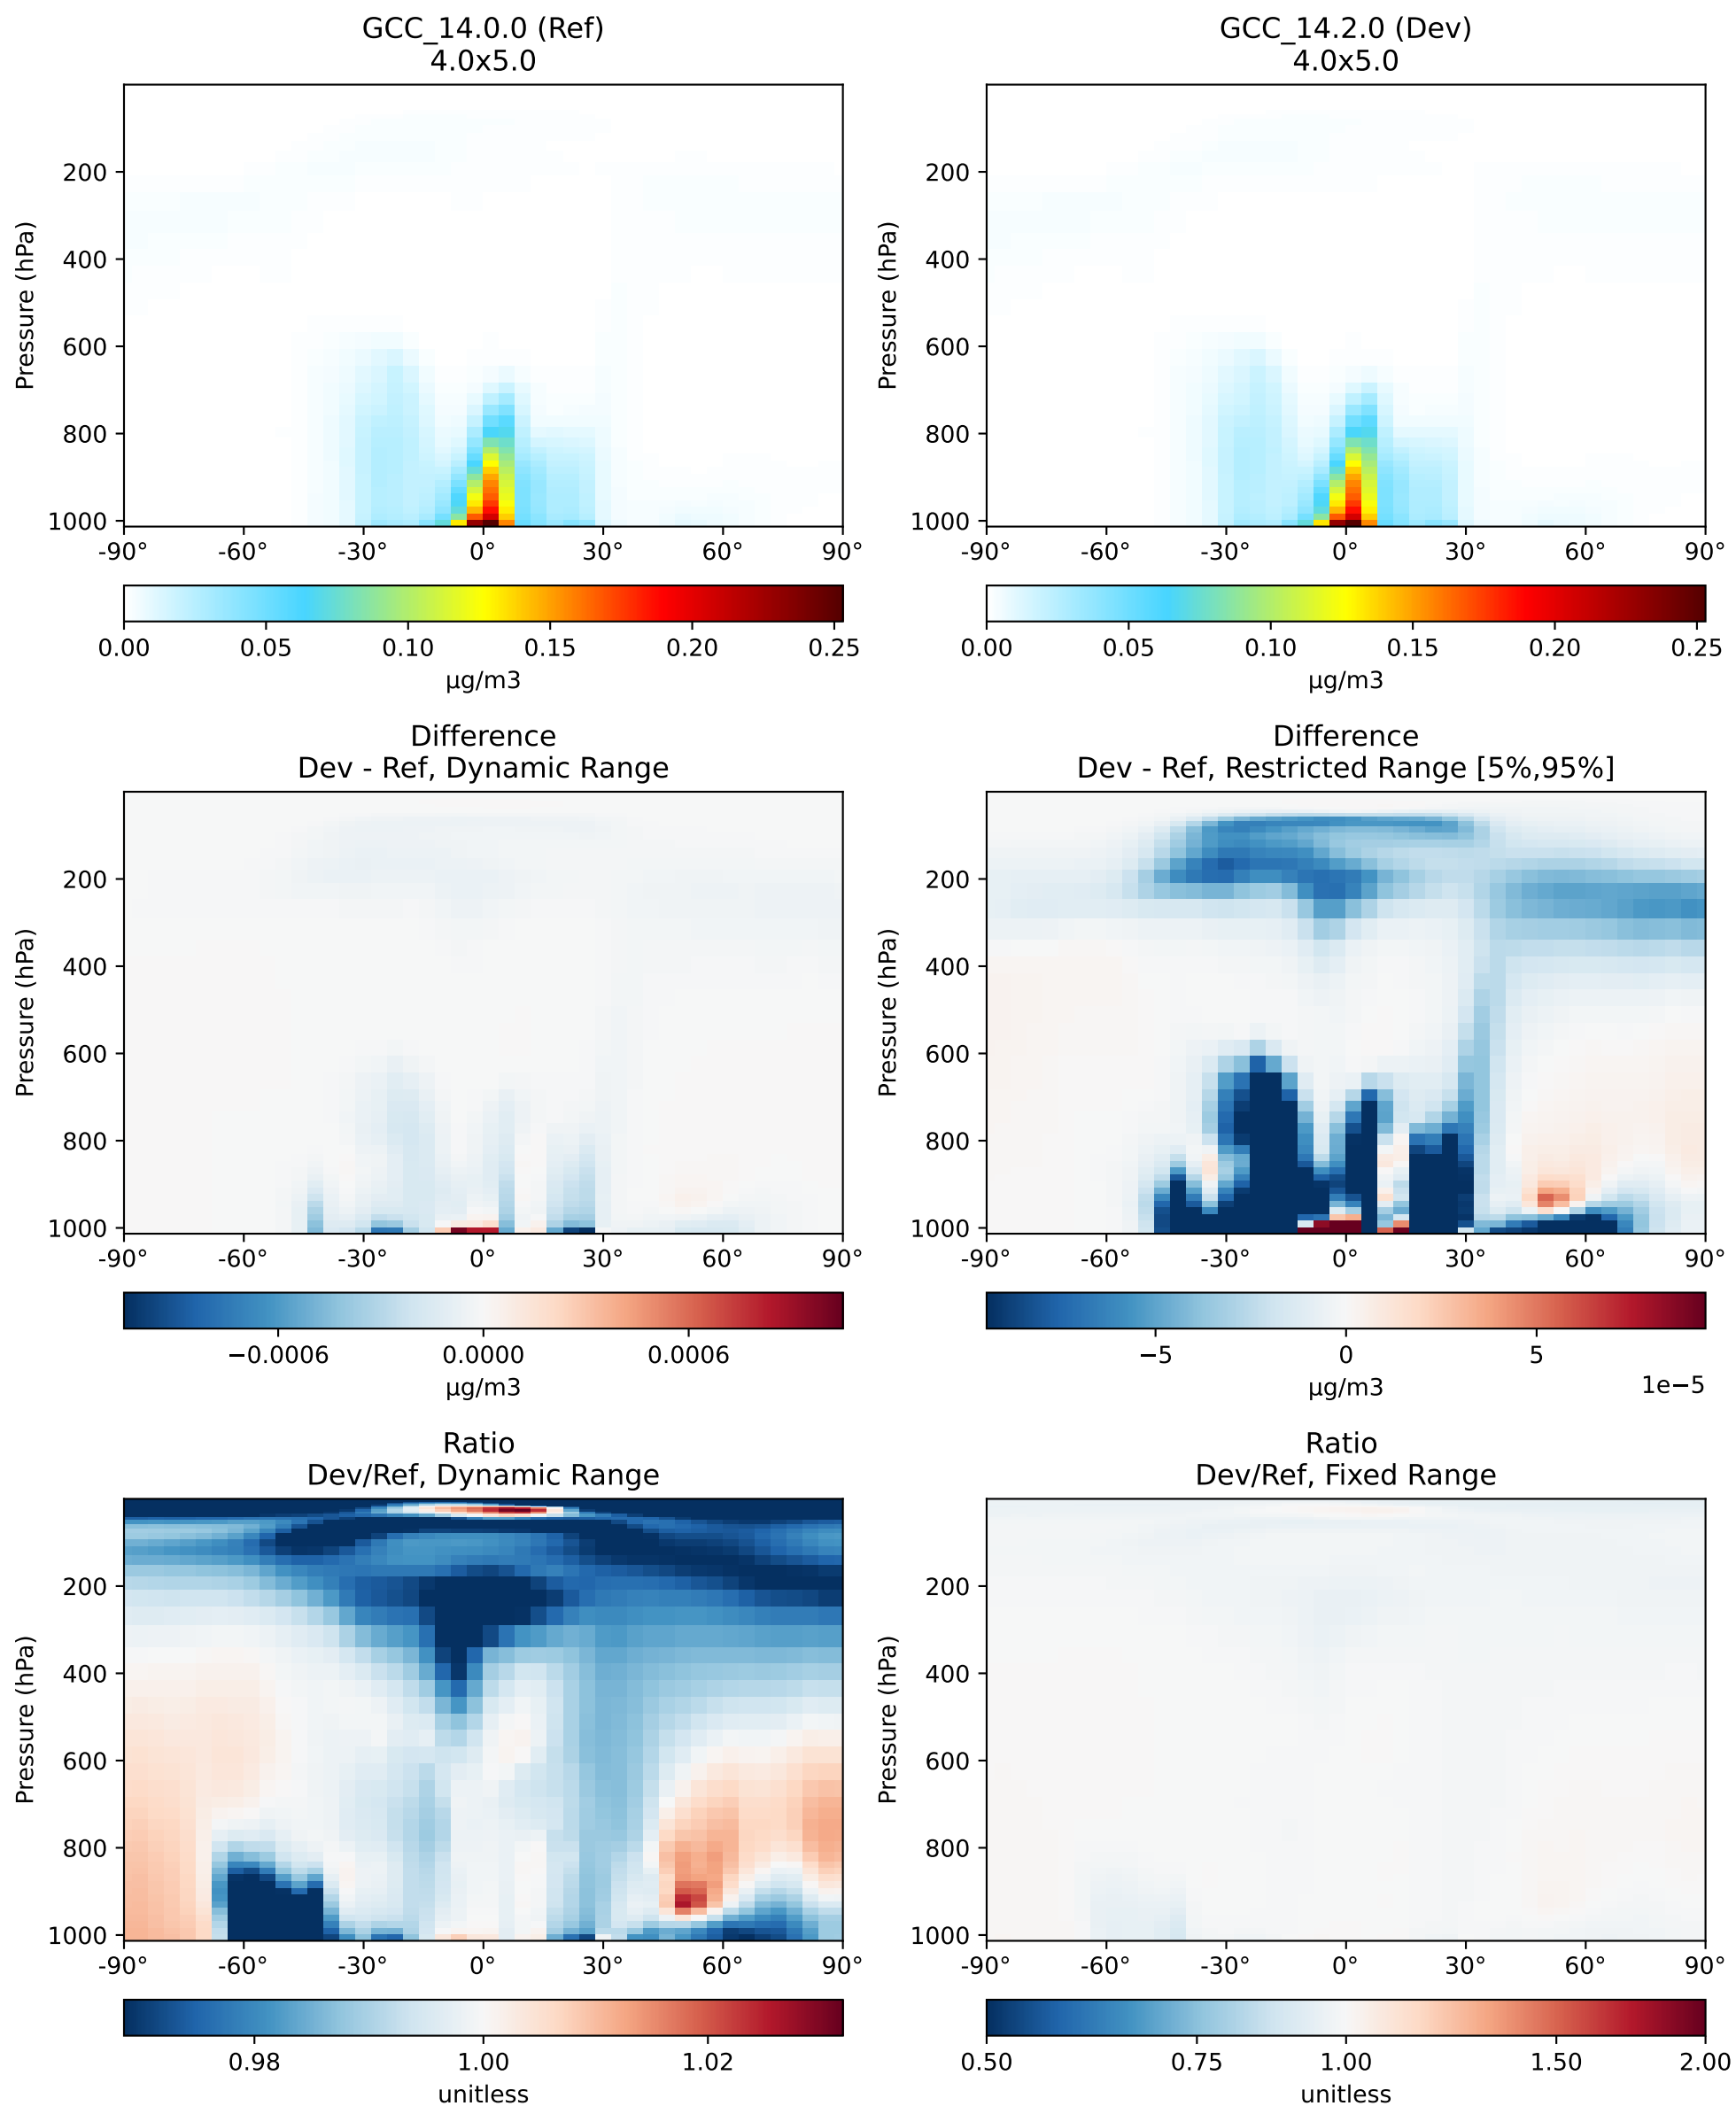 GCC_14.0.0 (Ref)
4.0x5.0
Pressure (hPa)
200
400
600
800
1000
-90° -60° -30° 0° 30° 60° 90°
0.00 0.05 0.10 0.15 0.20 0.25
μg/m3
GCC_14.2.0 (Dev)
4.0x5.0
Pressure (hPa)
200
400
600
800
1000
-90° -60° -30° 0° 30° 60° 90°
0.00 0.05 0.10 0.15 0.20 0.25
μg/m3
Difference
Dev - Ref, Dynamic Range
Pressure (hPa)
200
400
600
800
1000
-90° -60° -30° 0° 30° 60° 90°
−0.0006 0.0000 0.0006
μg/m3
Difference
Dev - Ref, Restricted Range [5%,95%]
Pressure (hPa)
200
400
600
800
1000
-90° -60° -30° 0° 30° 60° 90°
−5 0 5
1e−5
μg/m3
Ratio
Dev/Ref, Dynamic Range
Pressure (hPa)
200
400
600
800
1000
-90° -60° -30° 0° 30° 60° 90°
0.98 1.00 1.02
unitless
Ratio
Dev/Ref, Fixed Range
Pressure (hPa)
200
400
600
800
1000
-90° -60° -30° 0° 30° 60° 90°
0.50 0.75 1.00 1.50 2.00
unitless